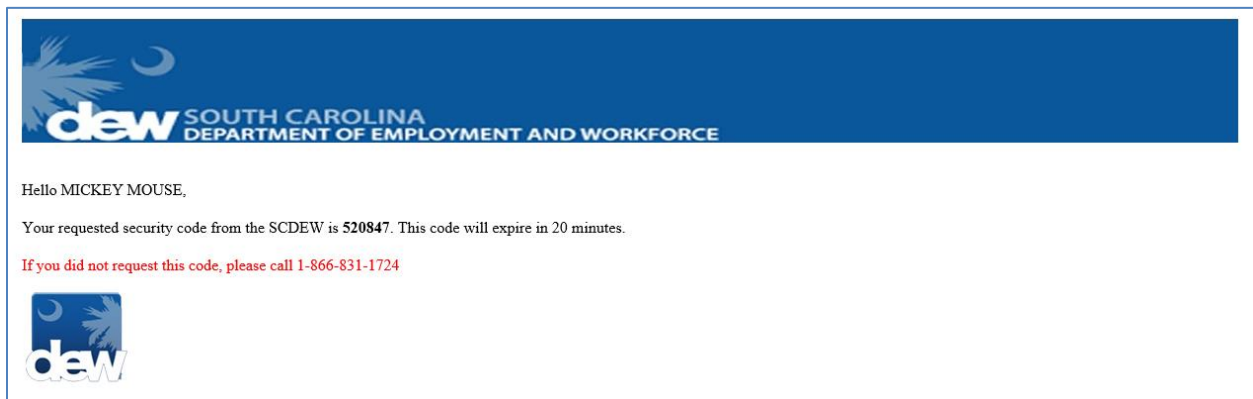 dew SOUTH CAROLINA
DEPARTMENT OF EMPLOYMENT AND WORKFORCE
Hello MICKEY MOUSE,
Your requested security code from the SCDEW is 520847. This code will expire in 20 minutes.
If you did not request this code, please call 1-866-831-1724
dew